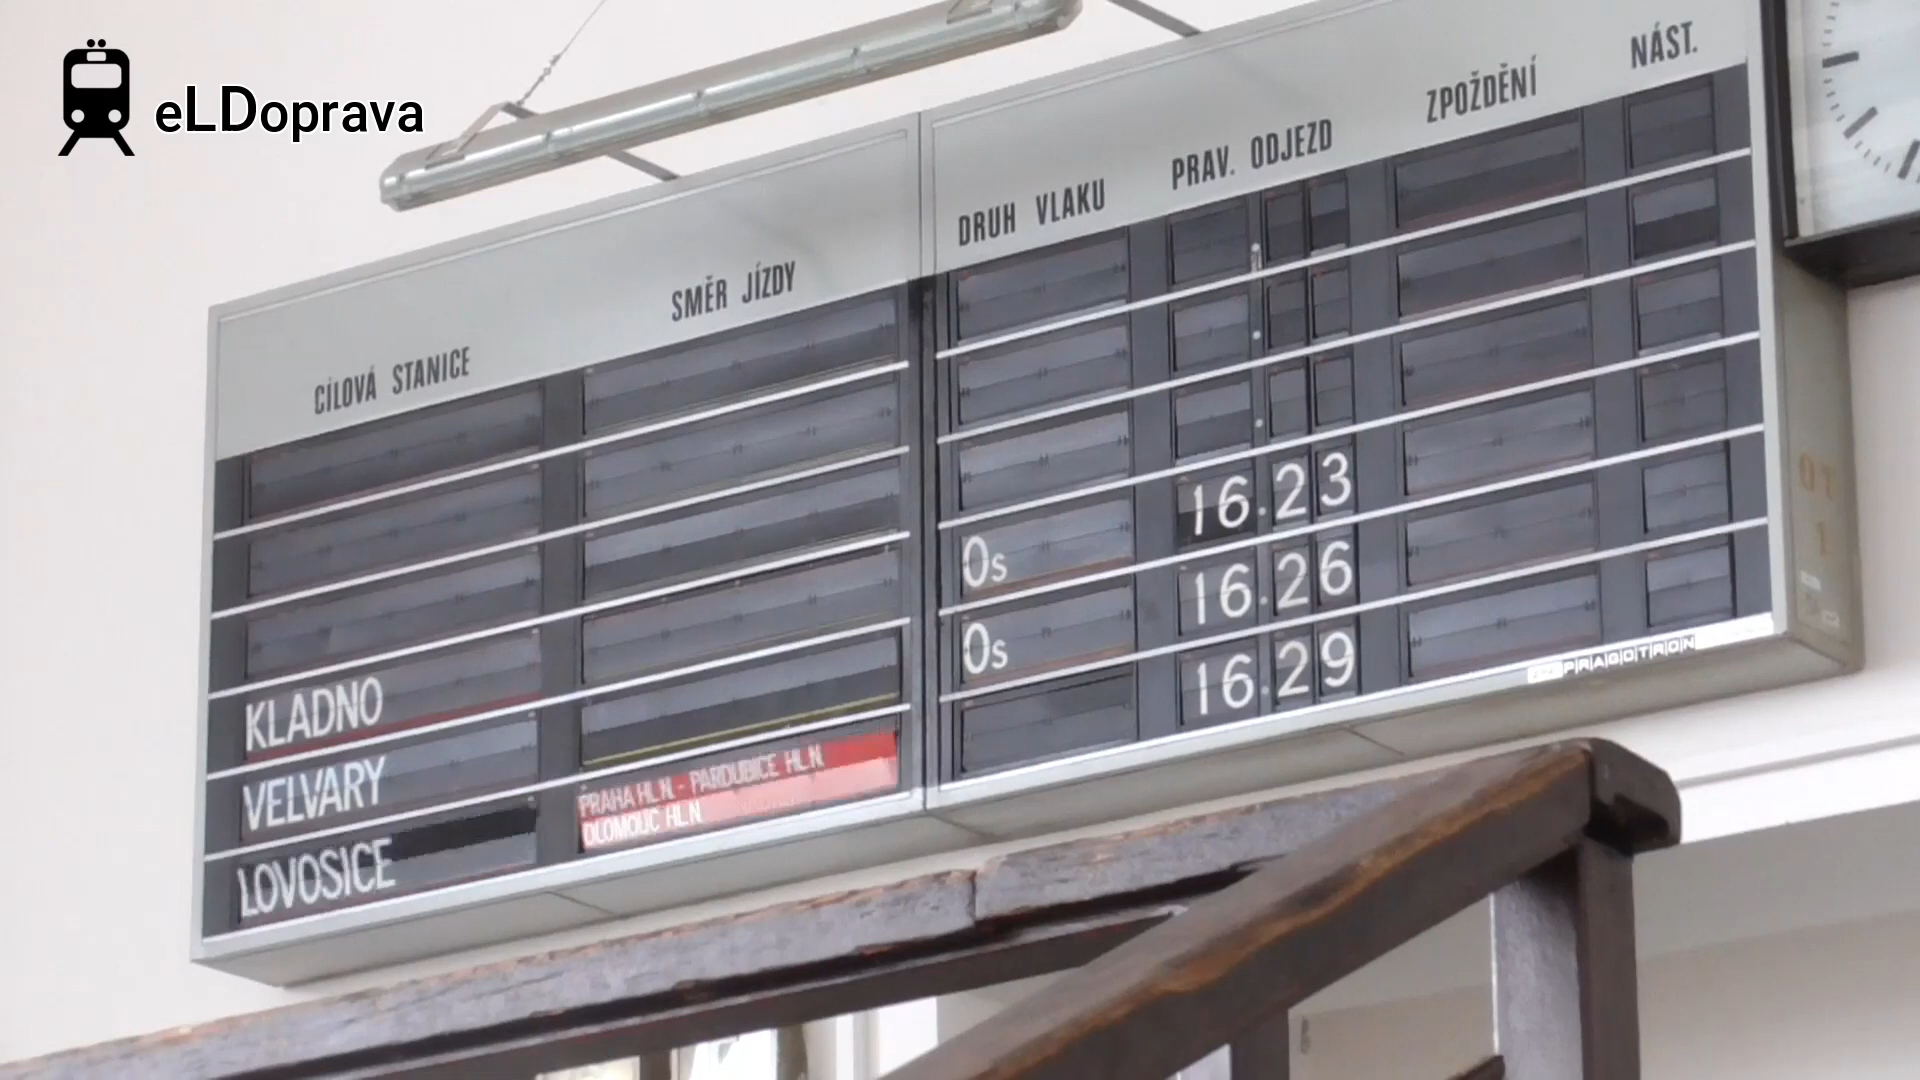 eLDoprava
CÍLOVÁ STANICE SMĚR JÍZDY DRUH VLAKU PRAV. ODJEZD ZPOŽDĚNÍ NÁST.
KLADNO Os 16.23
VELVARY Os 16.26
LOVOSICE PRAHA HL.N. - PARDUBICE HL.N. 16.29
OLOMOUC HL.N.
PRAGOTRON